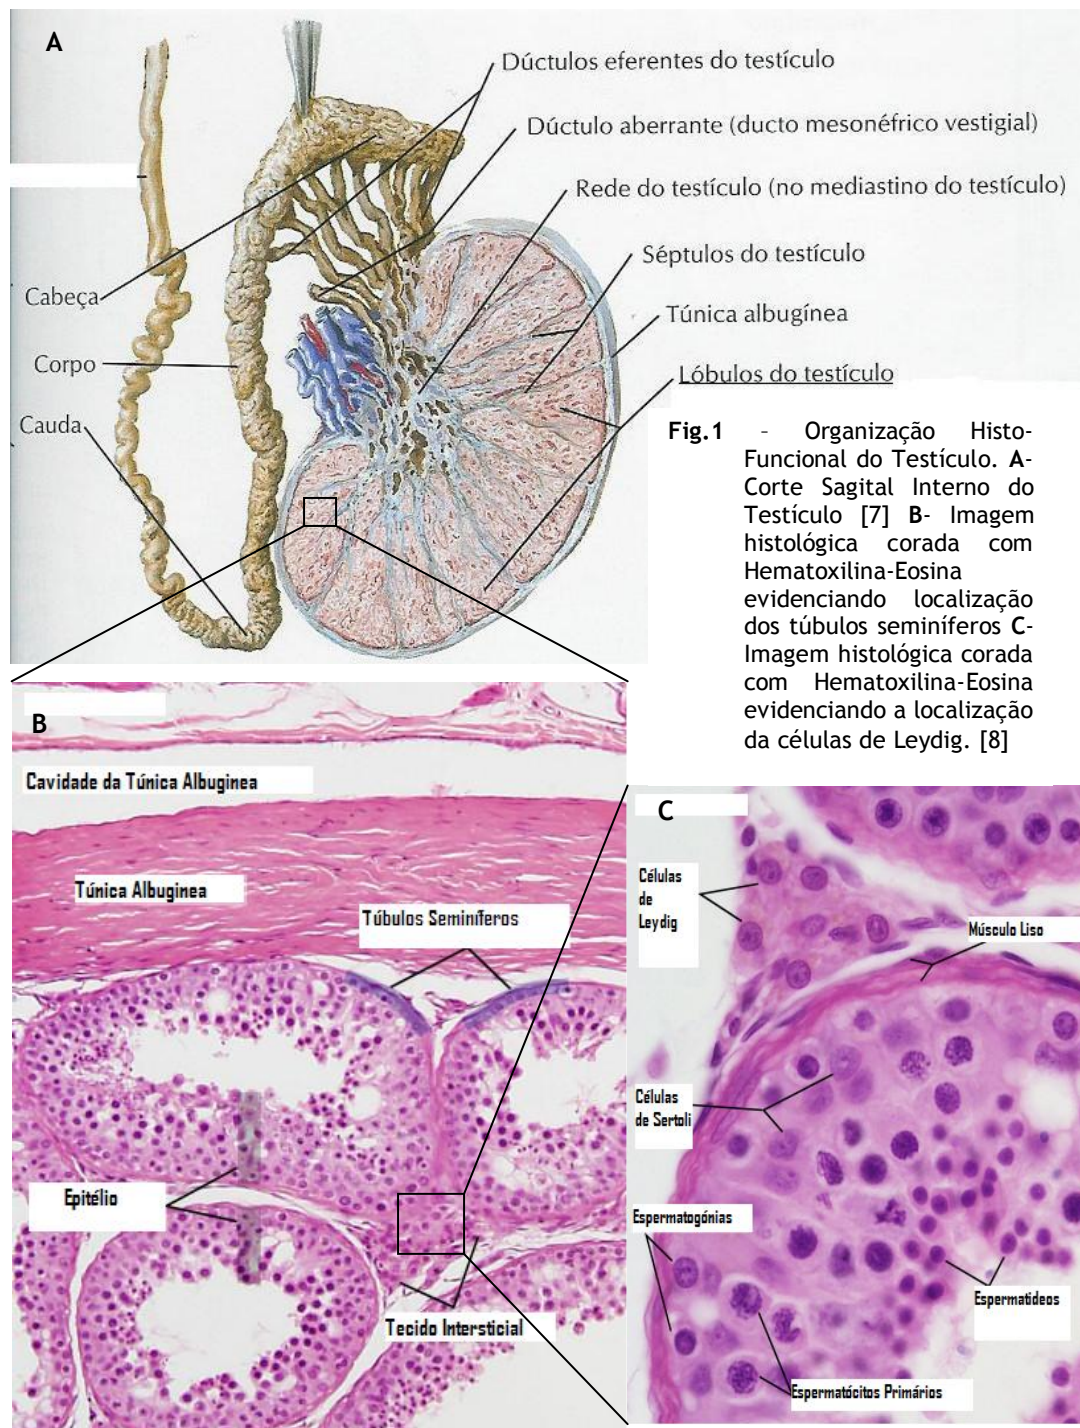 A
Dúctulos eferentes do testículo
Dúctulo aberrante (ducto mesonéfrico vestigial)
Rede do testículo (no mediastino do testículo)
Séptulos do testículo
Túnica albugínea
Lóbulos do testículo
Cabeça
Corpo
Cauda
Fig.1 – Organização Histo-
Funcional do Testículo. A-
Corte Sagital Interno do
Testículo [7] B- Imagem
histológica corada com
Hematoxilina-Eosina
evidenciando localização
dos túbulos seminíferos C-
Imagem histológica corada
com Hematoxilina-Eosina
evidenciando a localização
da células de Leydig. [8]
B
Cavidade da Túnica Albuginea
Túnica Albuginea
Túbulos Seminíferos
Epitélio
Tecido Intersticial
C
Células
de
Leydig
Músculo Liso
Células
de Sertoli
Espermatogónias
Espermatideos
Espermatócitos Primários